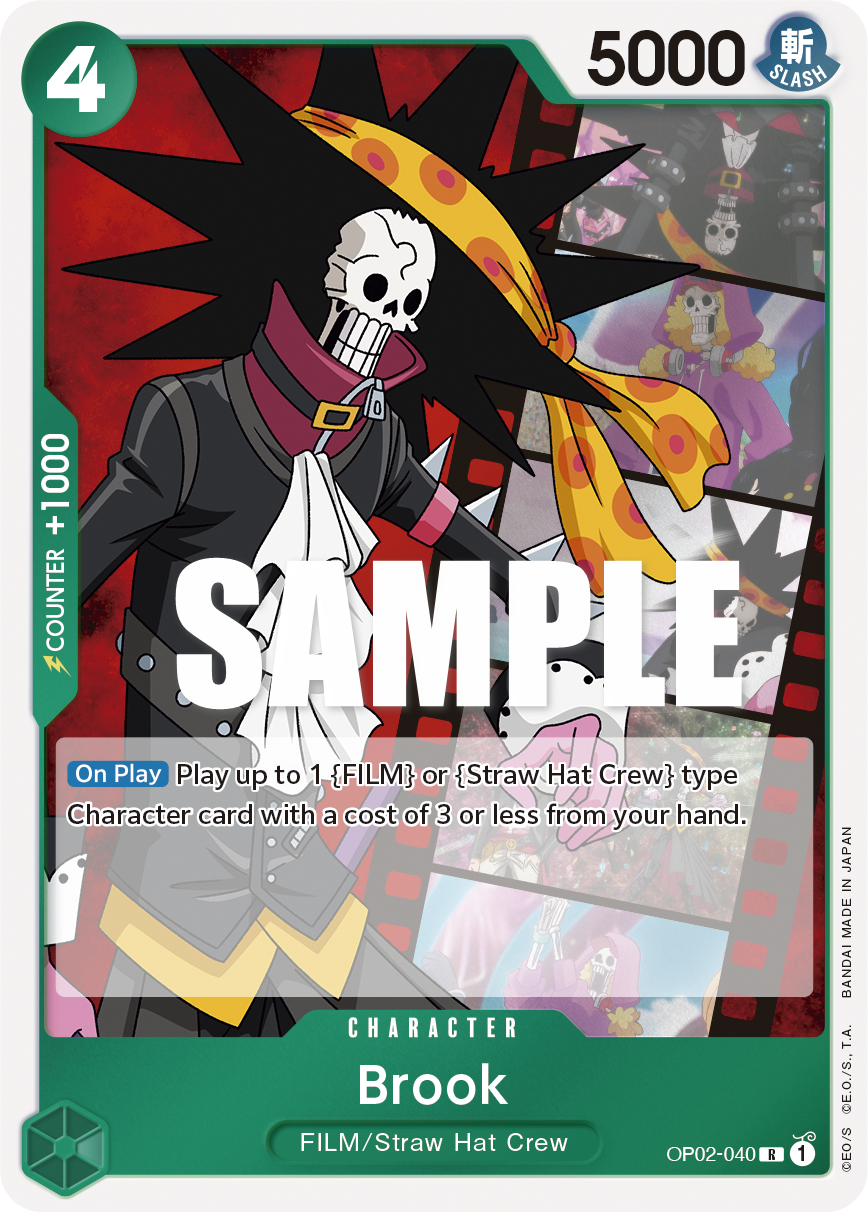 4
5000
斬
SLASH
COUNTER +1000
SAMPLE
On Play Play up to 1 {FILM} or {Straw Hat Crew} type
Character card with a cost of 3 or less from your hand.
CHARACTER
Brook
FILM/Straw Hat Crew
OP02-040 R 1
©EO/S ©E.O./S., T.A. BANDAI MADE IN JAPAN